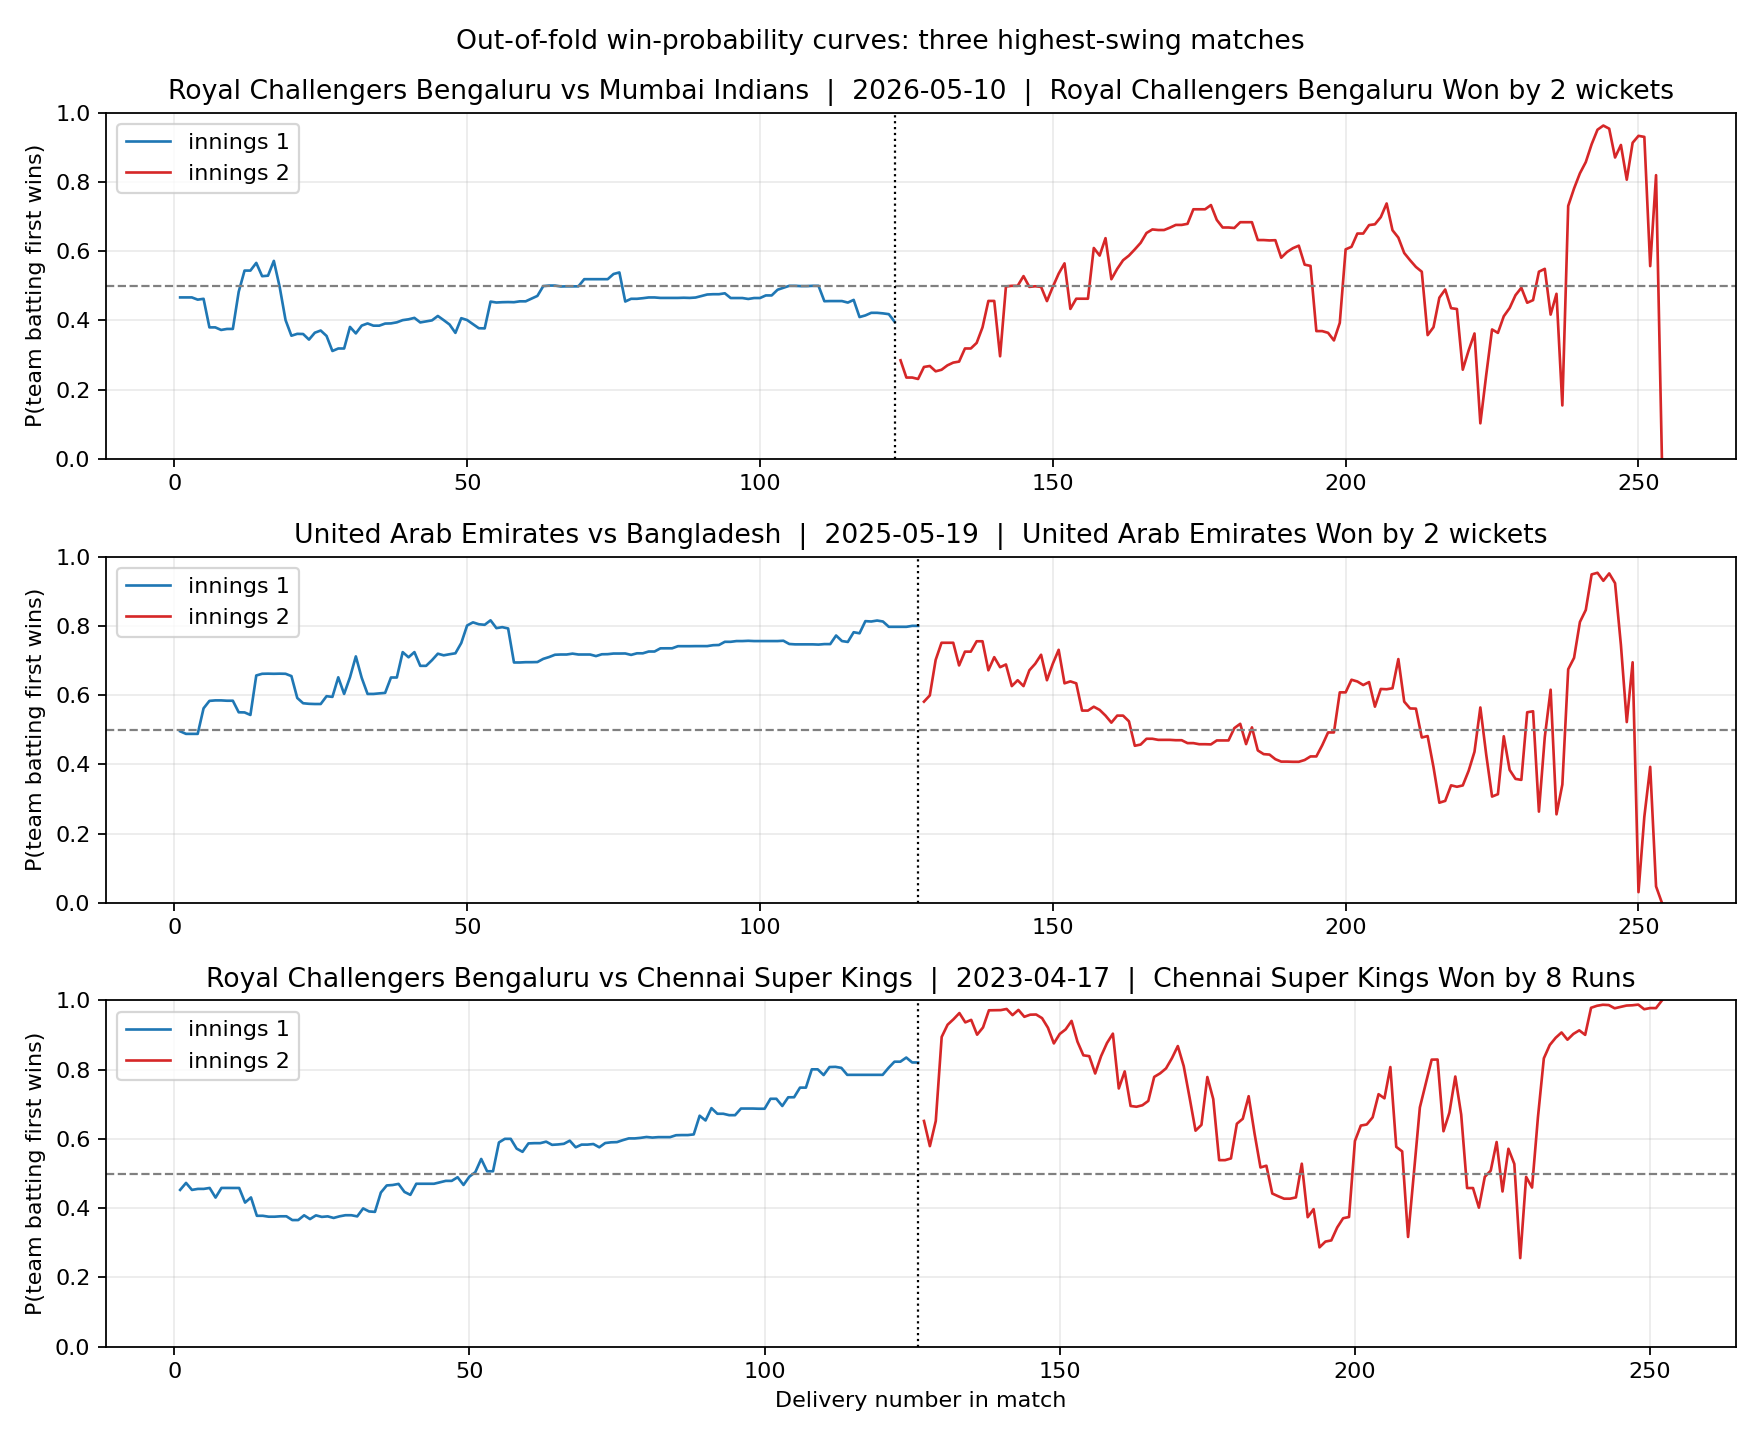 Out-of-fold win-probability curves: three highest-swing matches
Royal Challengers Bengaluru vs Mumbai Indians | 2026-05-10 | Royal Challengers Bengaluru Won by 2 wickets
P(team batting first wins)
1.0
0.8
0.6
0.4
0.2
0.0
innings 1
innings 2
0 50 100 150 200 250
United Arab Emirates vs Bangladesh | 2025-05-19 | United Arab Emirates Won by 2 wickets
P(team batting first wins)
1.0
0.8
0.6
0.4
0.2
0.0
innings 1
innings 2
0 50 100 150 200 250
Royal Challengers Bengaluru vs Chennai Super Kings | 2023-04-17 | Chennai Super Kings Won by 8 Runs
P(team batting first wins)
1.0
0.8
0.6
0.4
0.2
0.0
innings 1
innings 2
0 50 100 150 200 250
Delivery number in match